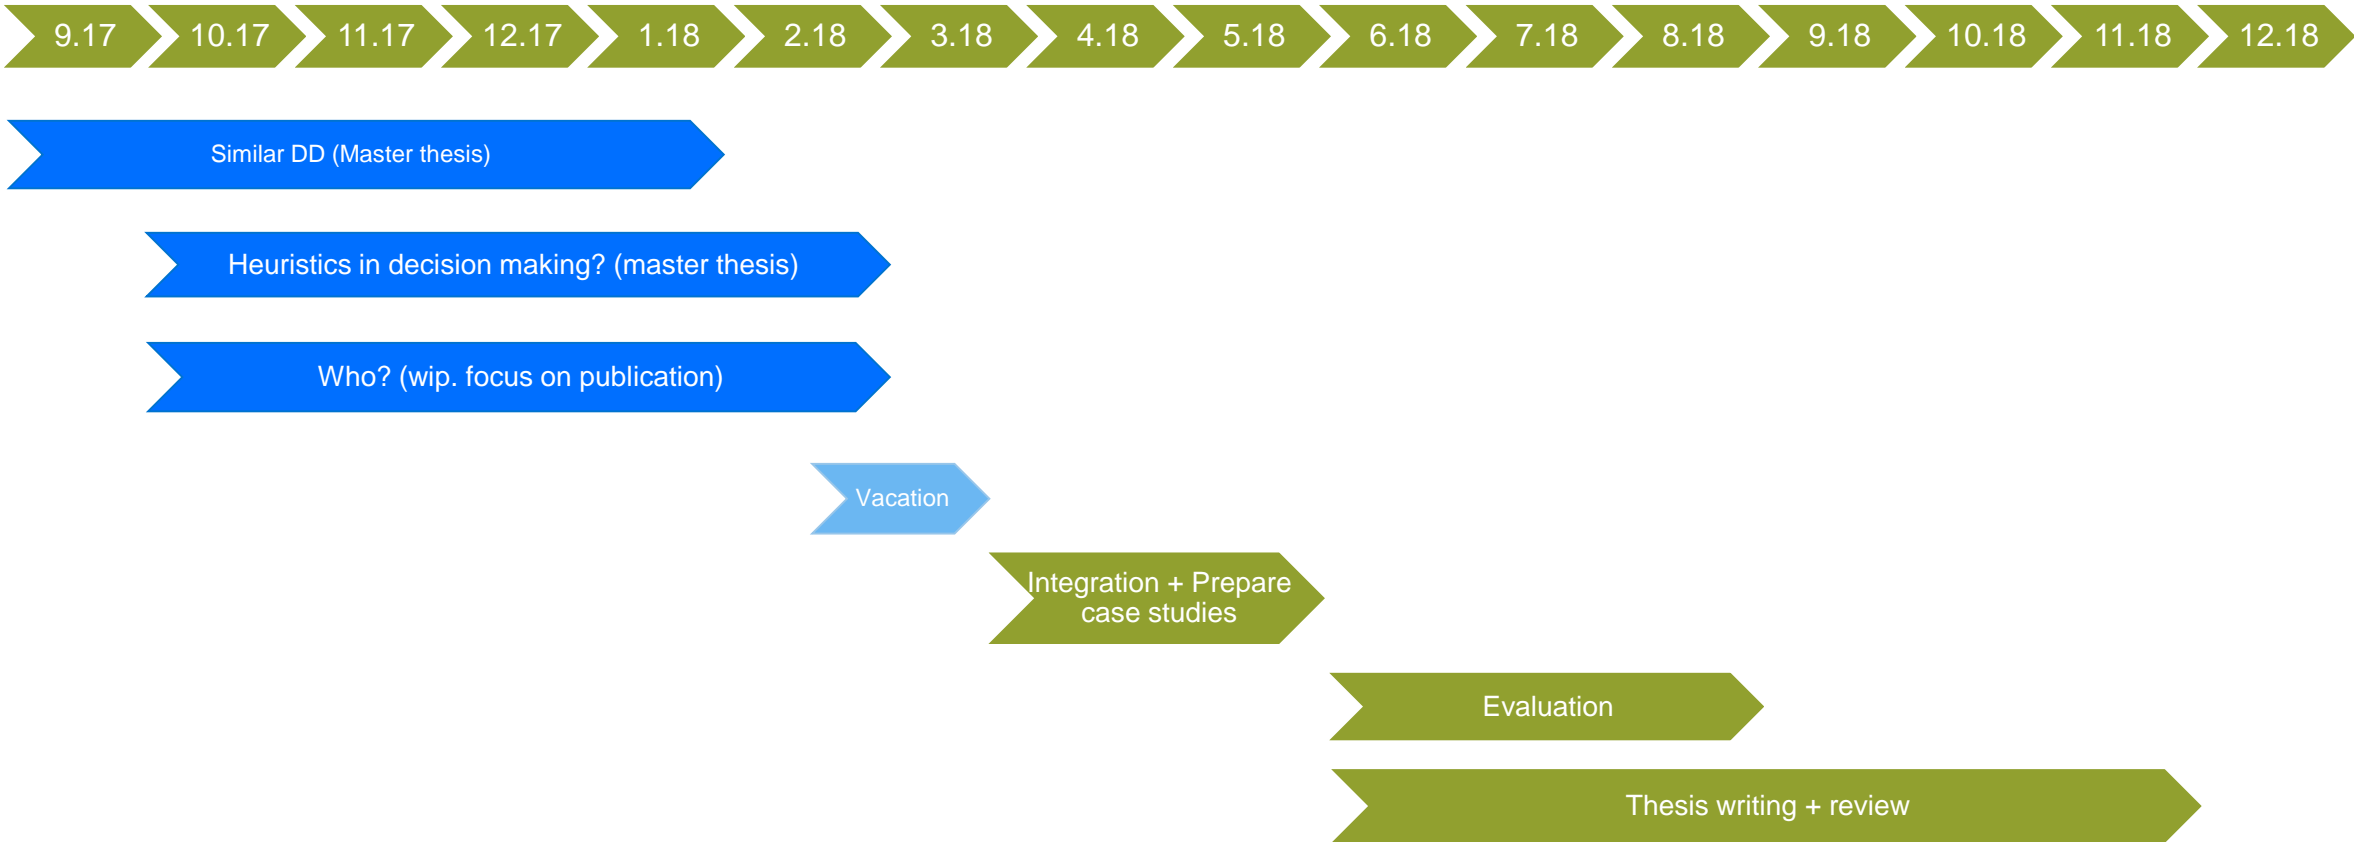 9.17 10.17 11.17 12.17 1.18 2.18 3.18 4.18 5.18 6.18 7.18 8.18 9.18 10.18 11.18 12.18
Similar DD (Master thesis)
Heuristics in decision making? (master thesis)
Who? (wip. focus on publication)
Vacation
Integration + Prepare
case studies
Evaluation
Thesis writing + review